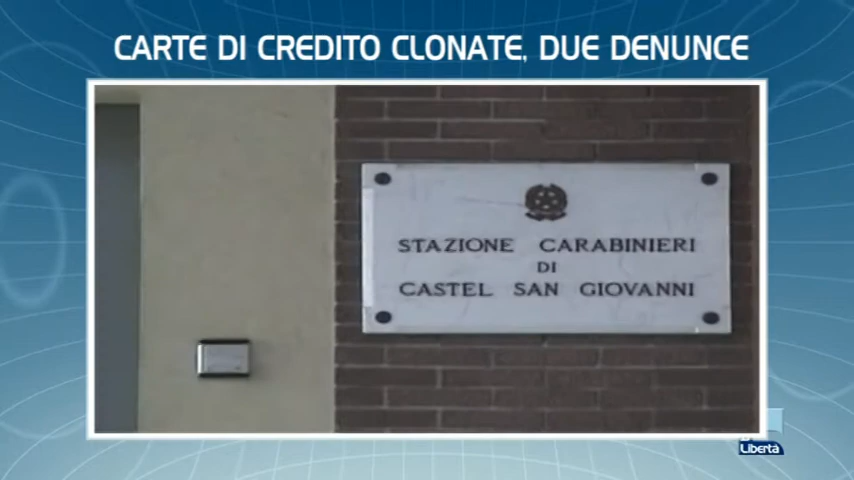 CARTE DI CREDITO CLONATE, DUE DENUNCE
STAZIONE CARABINIERI
DI
CASTEL SAN GIOVANNI
Libertà